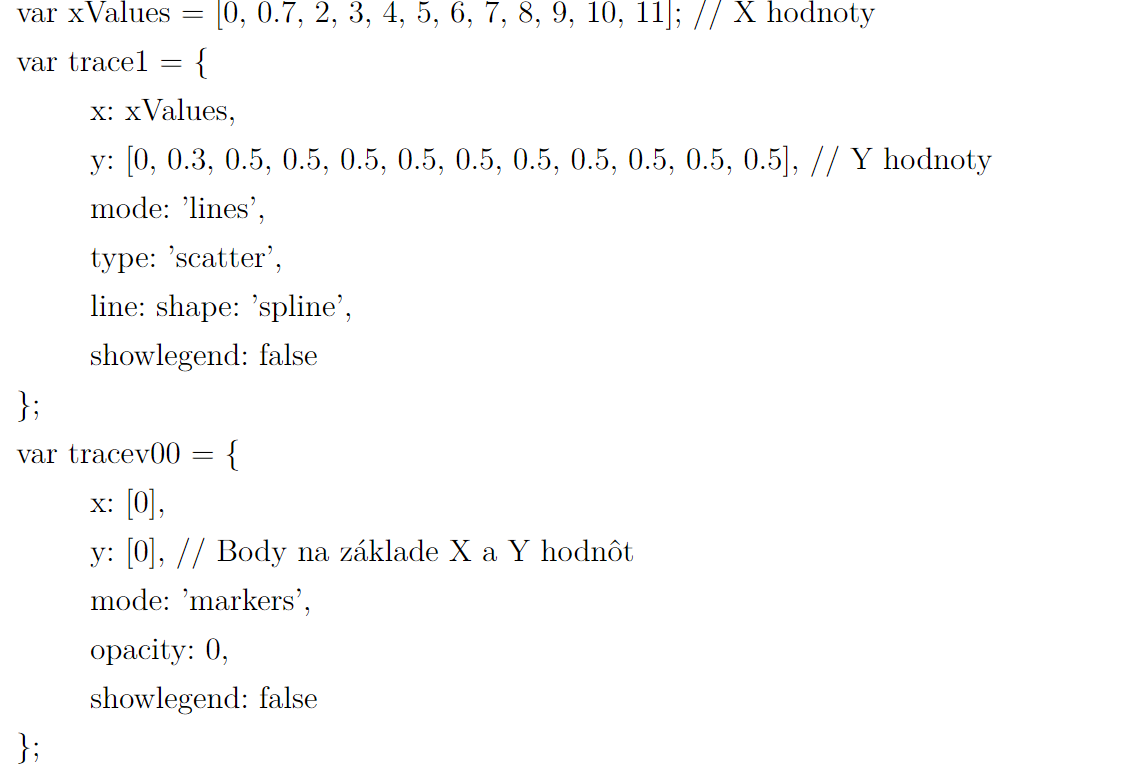 var xValues = [0, 0.7, 2, 3, 4, 5, 6, 7, 8, 9, 10, 11]; // X hodnoty
var trace1 = {
x: xValues,
y: [0, 0.3, 0.5, 0.5, 0.5, 0.5, 0.5, 0.5, 0.5, 0.5, 0.5, 0.5], // Y hodnoty
mode: ’lines’,
type: ’scatter’,
line: shape: ’spline’,
showlegend: false
};
var tracev00 = {
x: [0],
y: [0], // Body na základe X a Y hodnôt
mode: ’markers’,
opacity: 0,
showlegend: false
};